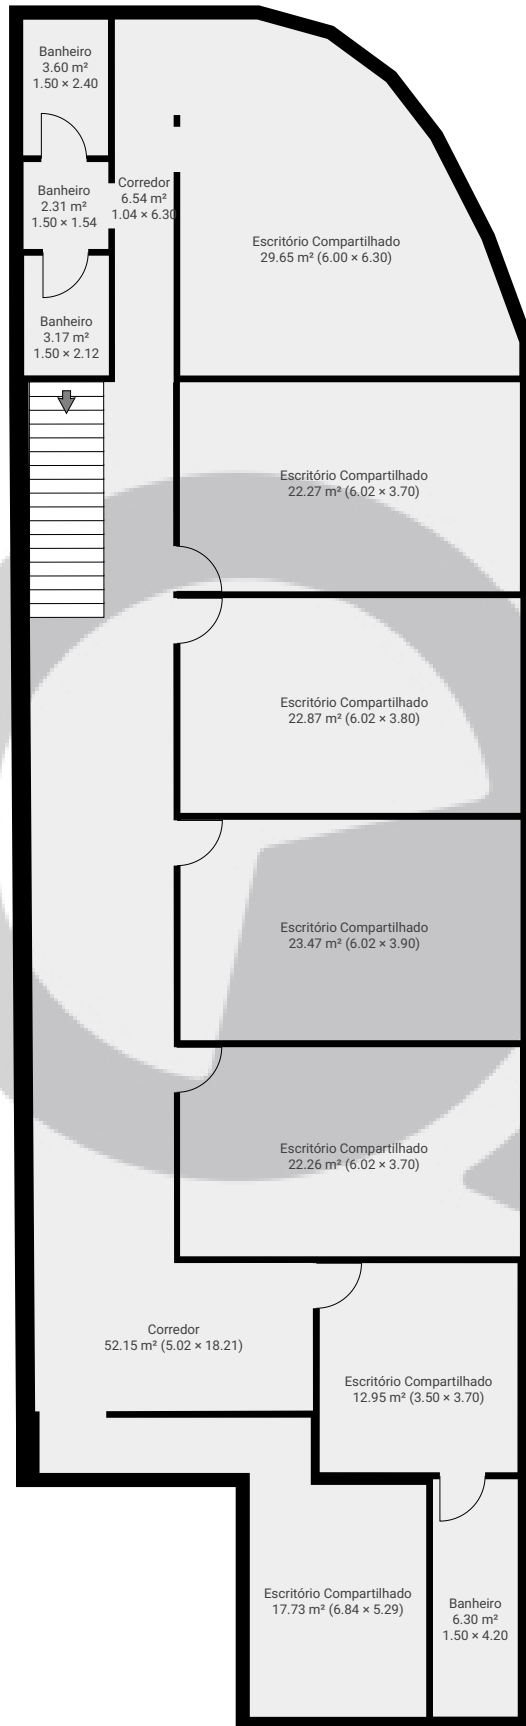 Banheiro
3.60 m²
1.50 × 2.40
Banheiro
2.31 m²
1.50 × 1.54
Corredor
6.54 m²
1.04 × 6.30
Escritório Compartilhado
29.65 m² (6.00 × 6.30)
Banheiro
3.17 m²
1.50 × 2.12
Escritório Compartilhado
22.27 m² (6.02 × 3.70)
Escritório Compartilhado
22.87 m² (6.02 × 3.80)
Escritório Compartilhado
23.47 m² (6.02 × 3.90)
Escritório Compartilhado
22.26 m² (6.02 × 3.70)
Corredor
52.15 m² (5.02 × 18.21)
Escritório Compartilhado
12.95 m² (3.50 × 3.70)
Escritório Compartilhado
17.73 m² (6.84 × 5.29)
Banheiro
6.30 m²
1.50 × 4.20